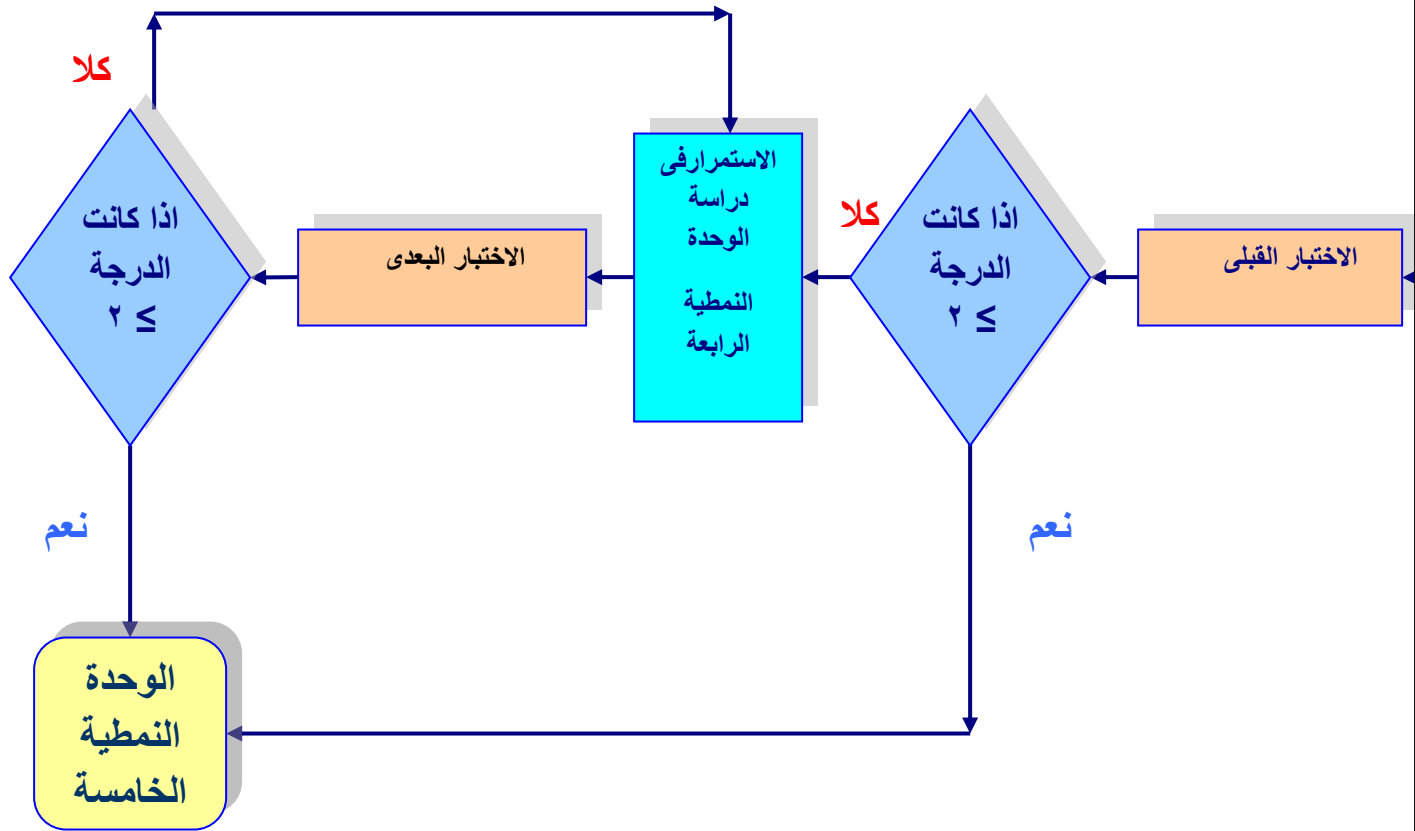 الاختبار القبلى
اذا كانت
الدرجة
≥ ٢
كلا
نعم
الاستمرارفى
دراسة
الوحدة
النمطية
الرابعة
الاختبار البعدى
اذا كانت
الدرجة
≥ ٢
كلا
نعم
الوحدة
النمطية
الخامسة